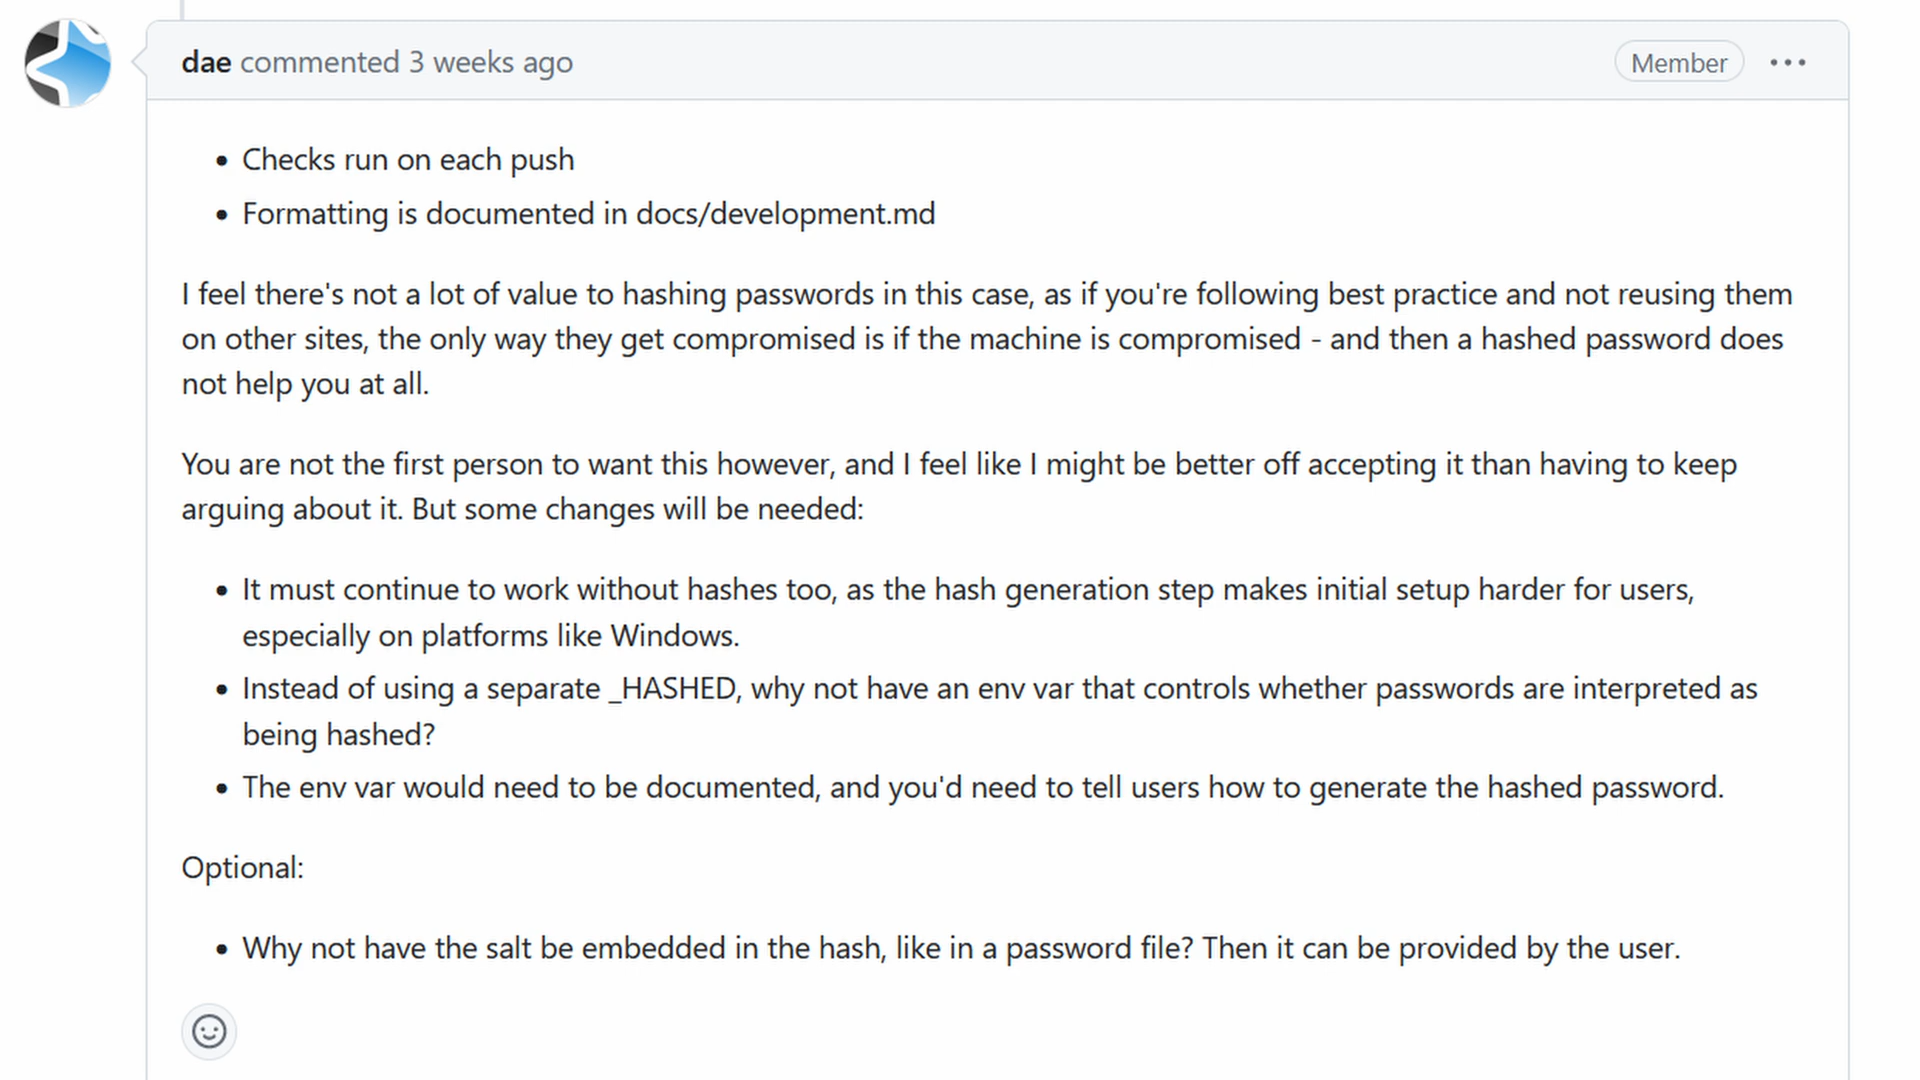 dae commented 3 weeks ago
Member
Checks run on each push
Formatting is documented in docs/development.md
I feel there's not a lot of value to hashing passwords in this case, as if you're following best practice and not reusing them
on other sites, the only way they get compromised is if the machine is compromised - and then a hashed password does
not help you at all.
You are not the first person to want this however, and I feel like I might be better off accepting it than having to keep
arguing about it. But some changes will be needed:
It must continue to work without hashes too, as the hash generation step makes initial setup harder for users,
especially on platforms like Windows.
Instead of using a separate _HASHED, why not have an env var that controls whether passwords are interpreted as
being hashed?
The env var would need to be documented, and you'd need to tell users how to generate the hashed password.
Optional:
Why not have the salt be embedded in the hash, like in a password file? Then it can be provided by the user.